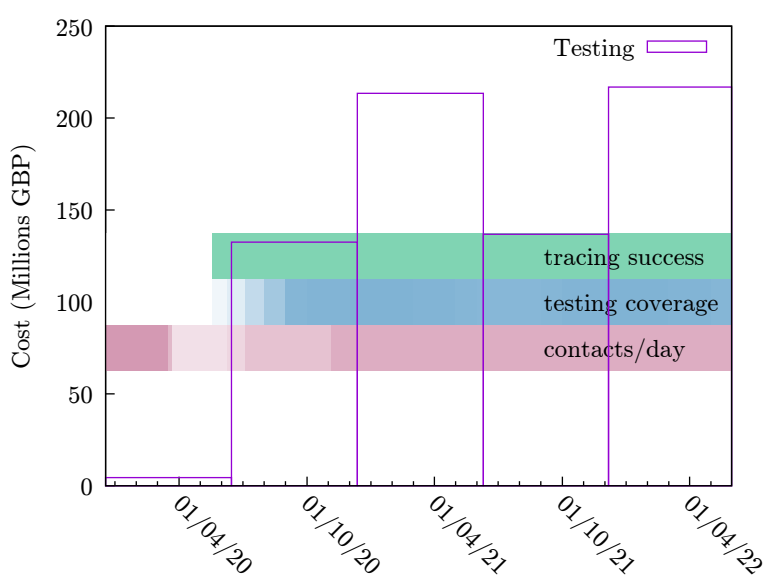 250
200
150
100
50
0
Cost (Millions GBP)
Testing
tracing success
testing coverage
contacts/day
01/04/20
01/10/20
01/04/21
01/10/21
01/04/22